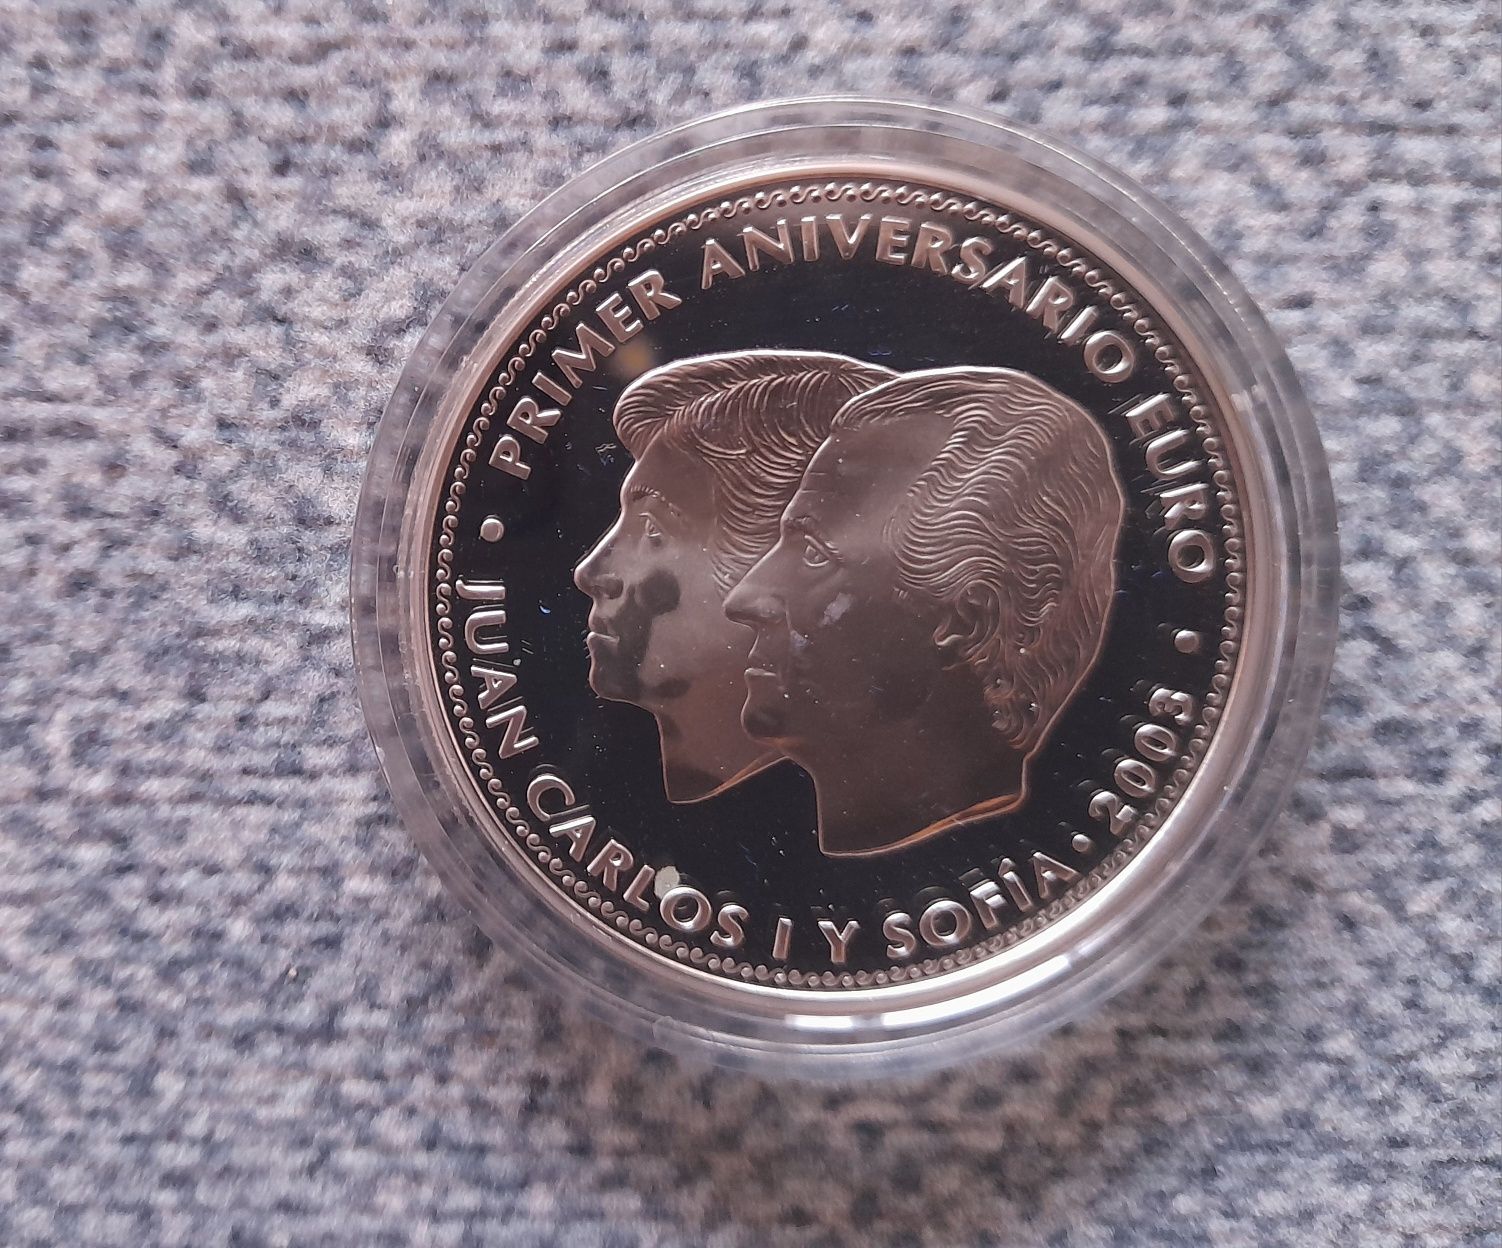 PRIMER ANIVERSARIO EURO
JUAN CARLOS I Y SOFÍA • 2003